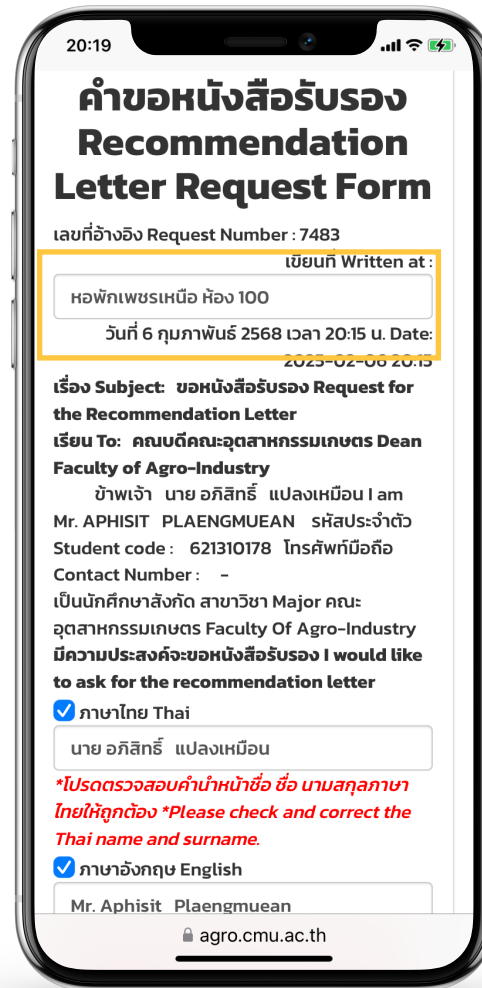 20:19
คำขอหนังสือรับรอง
Recommendation
Letter Request Form
เลขที่อ้างอิง Request Number : 7483
เขียนที่ Written at :
หอพักเพชรเหนือ ห้อง 100
วันที่ 6 กุมภาพันธ์ 2568 เวลา 20:15 น. Date:
2025-02-06 20:15
เรื่อง Subject: ขอหนังสือรับรอง Request for
the Recommendation Letter
เรียน To: คณบดีคณะอุตสาหกรรมเกษตร Dean
Faculty of Agro-Industry
ข้าพเจ้า นาย อภิสิทธิ์ แปลงเหมือน I am
Mr. APHISIT PLAENGMUEAN รหัสประจำตัว
Student code : 621310178 โทรศัพท์มือถือ
Contact Number : -
เป็นนักศึกษาสังกัด สาขาวิชา Major คณะ
อุตสาหกรรมเกษตร Faculty Of Agro-Industry
มีความประสงค์จะขอหนังสือรับรอง I would like
to ask for the recommendation letter
ภาษาไทย Thai
นาย อภิสิทธิ์ แปลงเหมือน
*โปรดตรวจสอบคำนำหน้าชื่อ ชื่อ นามสกุลภาษา
ไทยให้ถูกต้อง *Please check and correct the
Thai name and surname.
ภาษาอังกฤษ English
Mr. Aphisit Plaengmuean
agro.cmu.ac.th